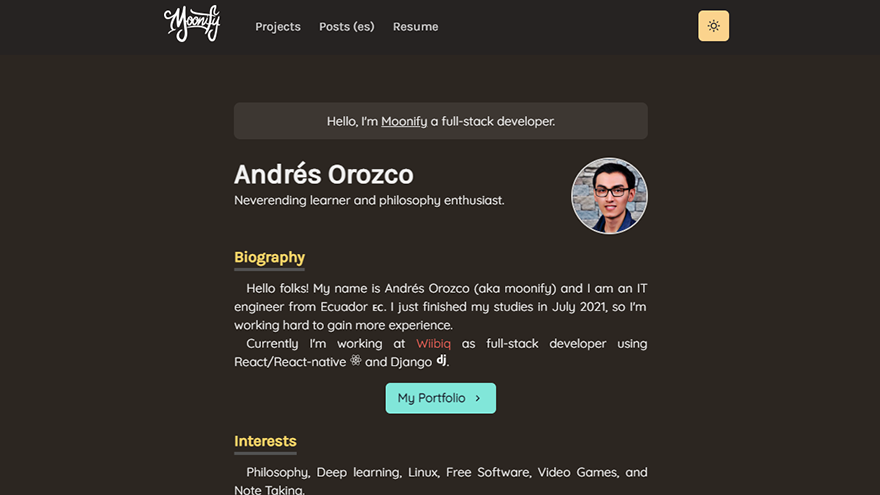 Moonify
Projects Posts (es) Resume
Hello, I'm Moonify a full-stack developer.
Andrés Orozco
Neverending learner and philosophy enthusiast.
Biography
Hello folks! My name is Andrés Orozco (aka moonify) and I am an IT
engineer from Ecuador EC. I just finished my studies in July 2021, so I'm
working hard to gain more experience.
Currently I'm working at Wiibiq as full-stack developer using
React/React-native and Django dj.
My Portfolio
Interests
Philosophy, Deep learning, Linux, Free Software, Video Games, and
Note Taking.